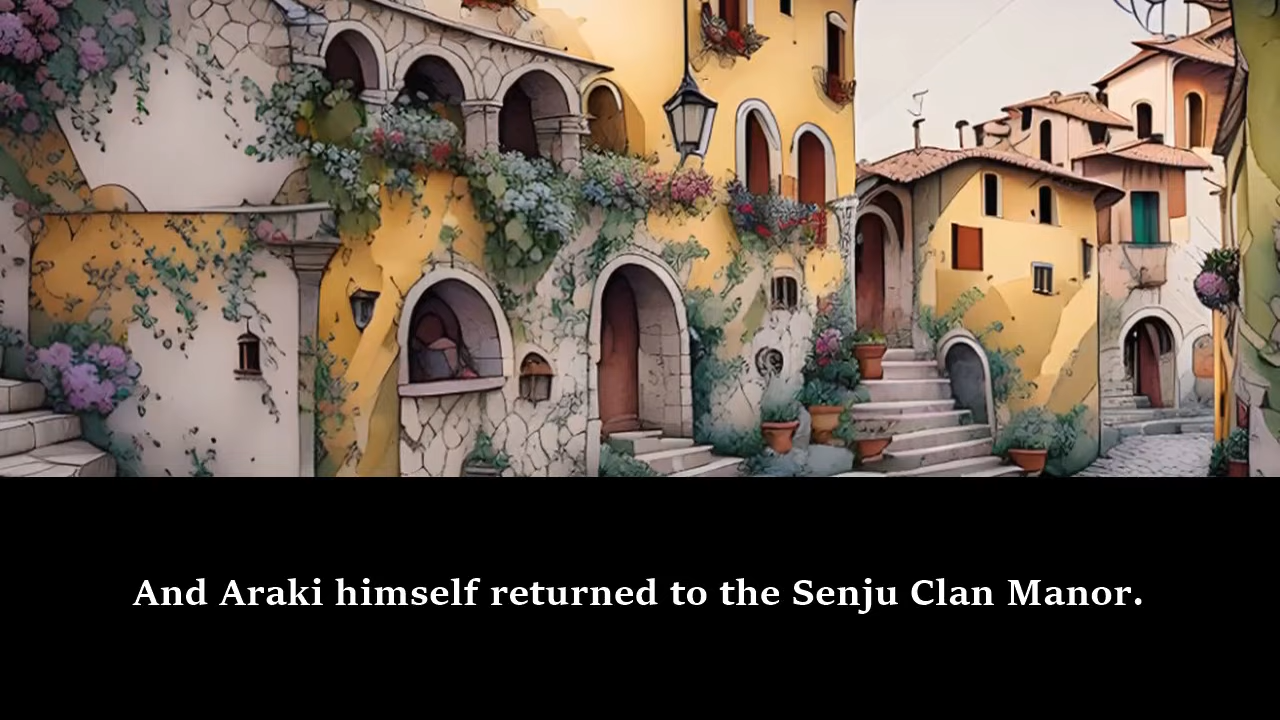 And Araki himself returned to the Senju Clan Manor.